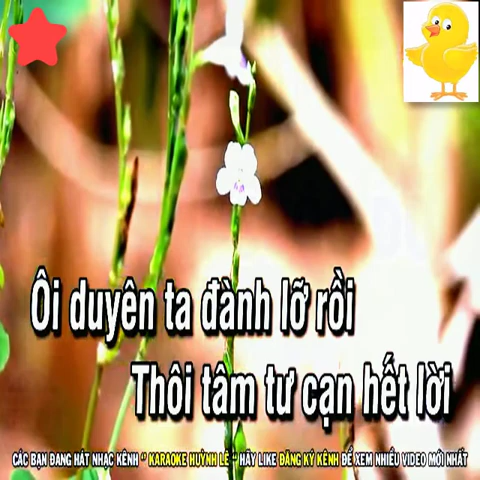 Ôi duyên ta đành lỡ rồi
Thôi tâm tư cạn hết lời
CÁC BẠN ĐANG HÁT NHẠC KÊNH " KARAOKE HUỲNH LÊ " HÃY LIKE ĐĂNG KÝ KÊNH ĐỂ XEM NHIỀU VIDEO MỚI NHẤT